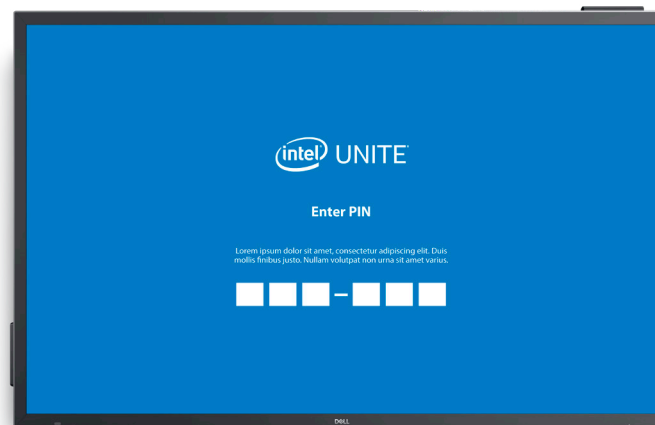 intel UNITE
Enter PIN
Lorem ipsum dolor sit amet, consectetur adipiscing elit. Duis
mollis finibus justo. Nullam volutpat non urna sit amet varius.
DELL